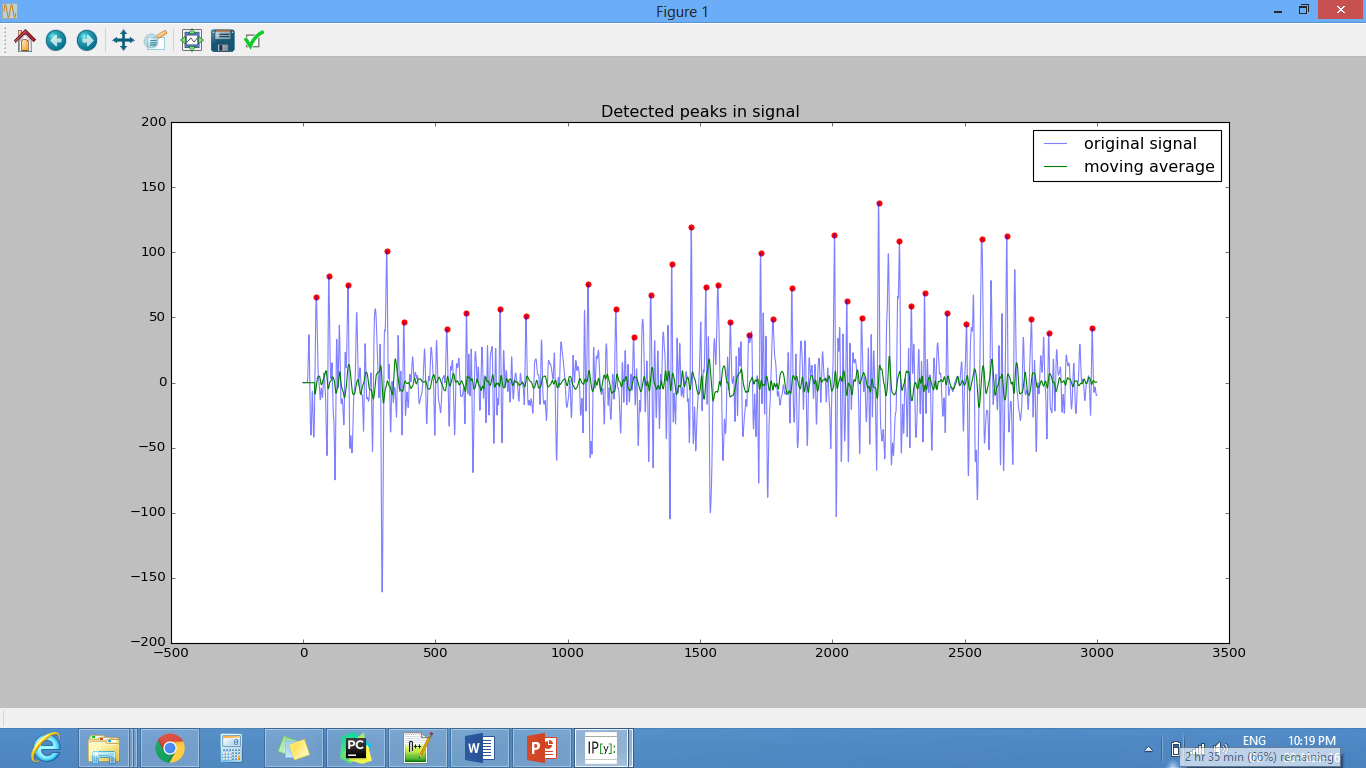 Figure 1
Detected peaks in signal
original signal
moving average
200
150
100
50
0
−50
−100
−150
−200
−500
0
500
1000
1500
2000
2500
3000
3500
PC
W
P
IP[y]:
ENG
10:19 PM
2 hr 35 min (66%) remaining